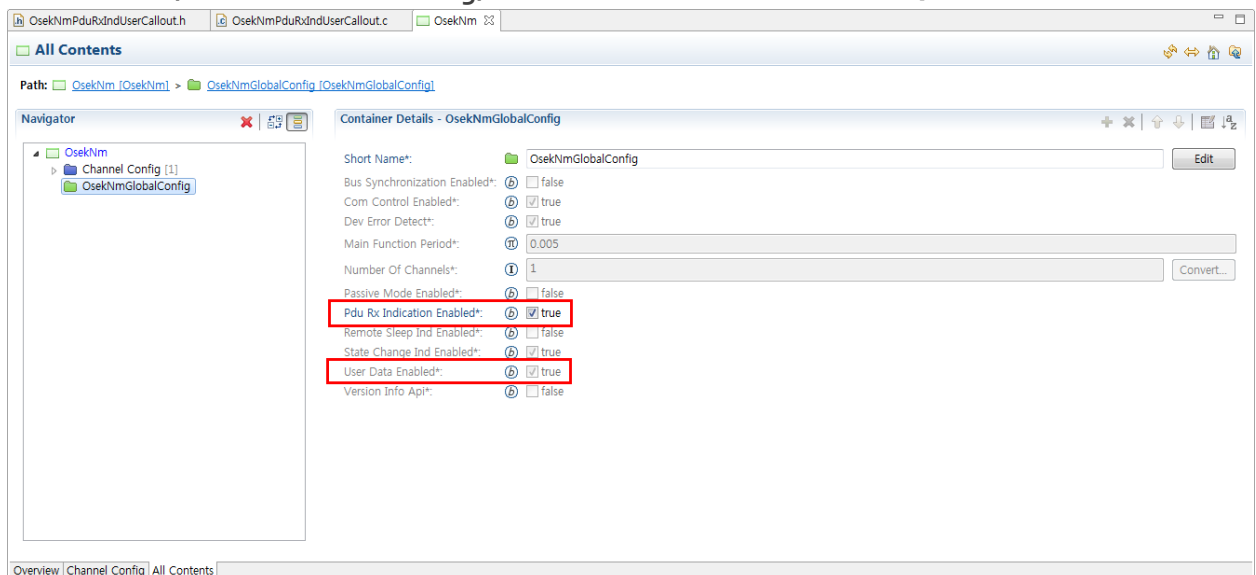 OsekNmPduRxIndUserCallout.h OsekNmPduRxIndUserCallout.c OsekNm
All Contents
Path: OsekNm [OsekNm] > OsekNmGlobalConfig [OsekNmGlobalConfig]
Navigator
OsekNm
Channel Config [1]
OsekNmGlobalConfig
Container Details - OsekNmGlobalConfig
Short Name*: OsekNmGlobalConfig Edit
Bus Synchronization Enabled*: false
Com Control Enabled*: true
Dev Error Detect*: true
Main Function Period*: 0.005
Number Of Channels*: 1 Convert...
Passive Mode Enabled*: false
Pdu Rx Indication Enabled*: true
Remote Sleep Ind Enabled*: false
State Change Ind Enabled*: true
User Data Enabled*: true
Version Info Api*: false
Overview Channel Config All Contents